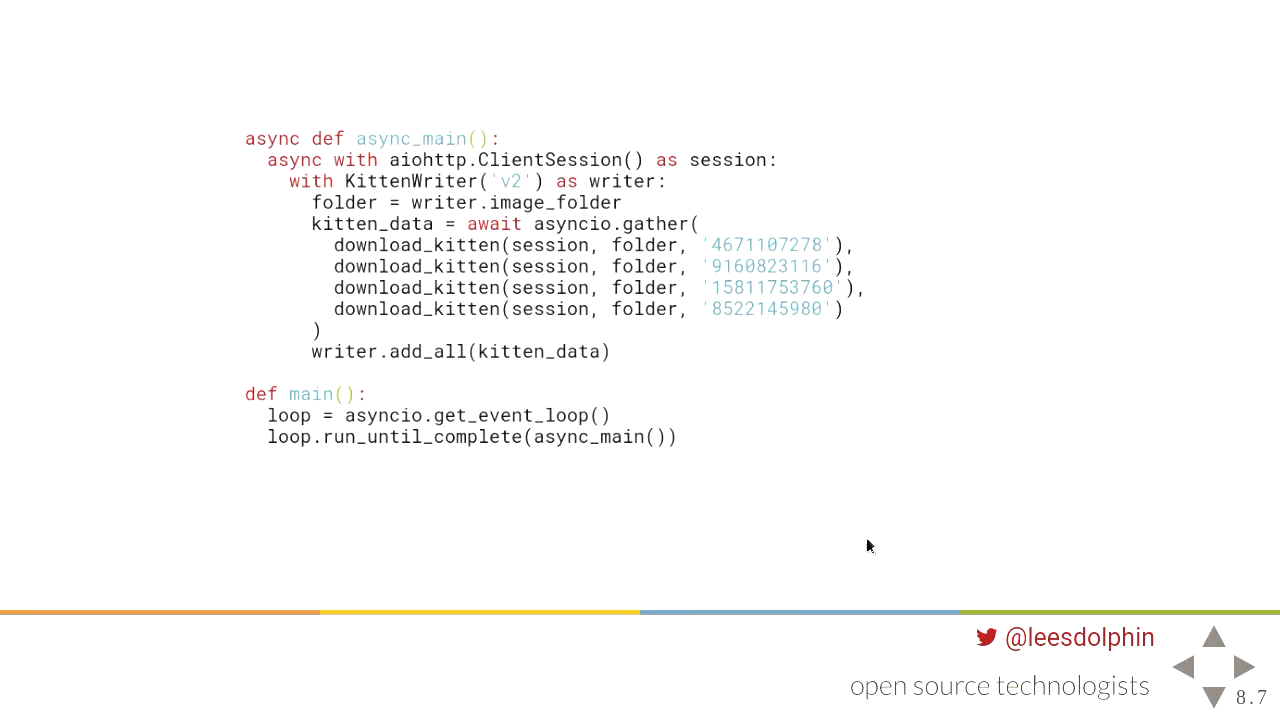 async def async_main():
  async with aiohttp.ClientSession() as session:
    with KittenWriter('v2') as writer:
      folder = writer.image_folder
      kitten_data = await asyncio.gather(
        download_kitten(session, folder, '4671107278'),
        download_kitten(session, folder, '9160823116'),
        download_kitten(session, folder, '15811753760'),
        download_kitten(session, folder, '8522145980')
      )
      writer.add_all(kitten_data)
def main():
  loop = asyncio.get_event_loop()
  loop.run_until_complete(async_main())
@leesdolphin
open source technologists
8.7